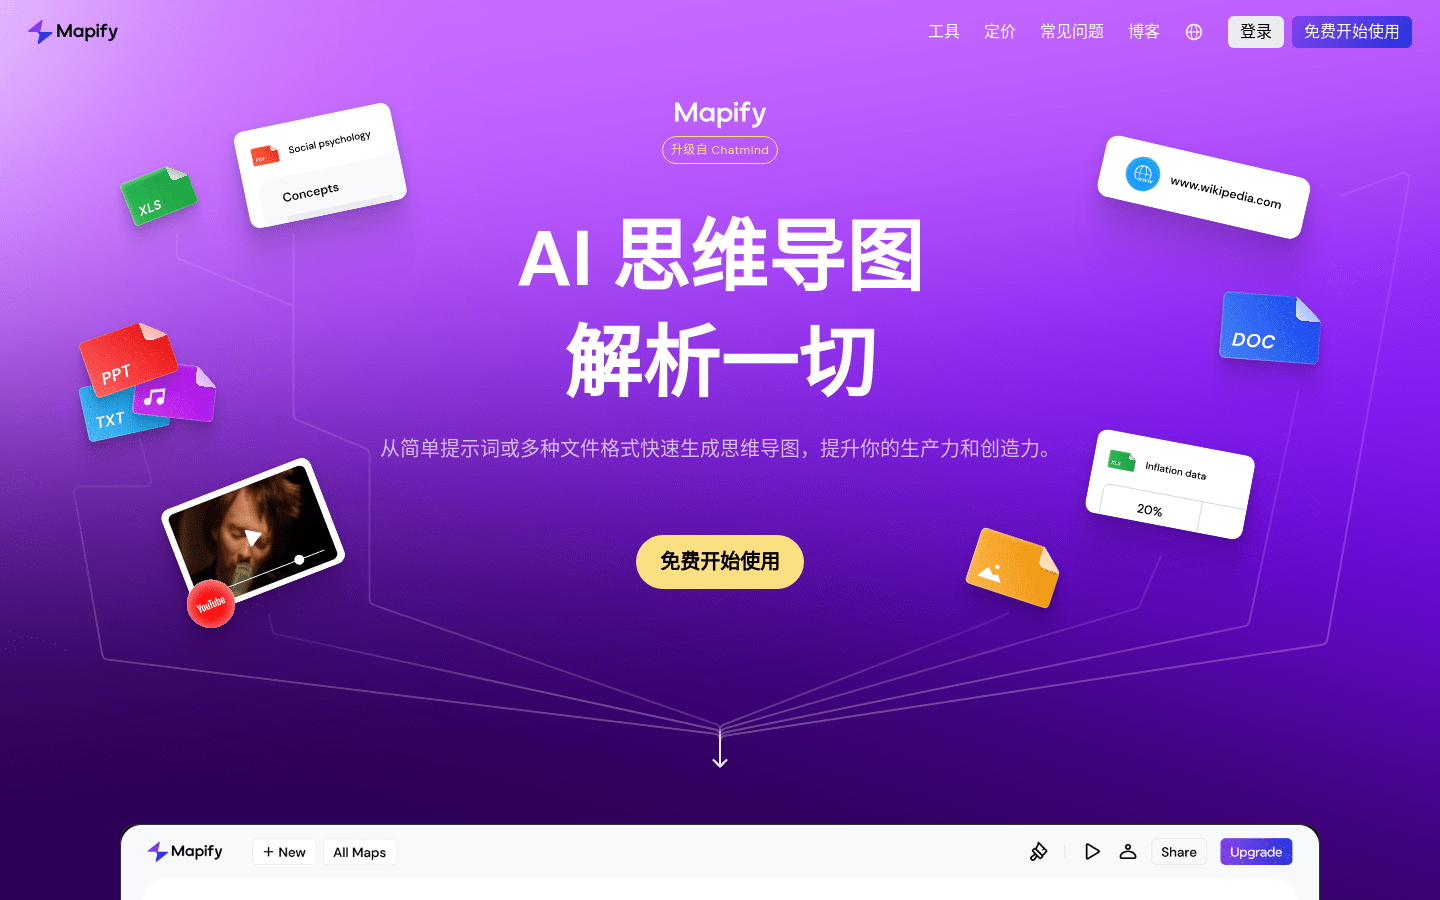 Mapify
工具
定价
常见问题
博客
登录
免费开始使用
Mapify
升级自 Chatmind
AI 思维导图
解析一切
从简单提示词或多种文件格式快速生成思维导图，提升你的生产力和创造力。
免费开始使用
XLS
PDF
Social psychology
Concepts
PPT
TXT
YouTube
www
www.wikipedia.com
DOC
XLS
Inflation data
20%
Mapify
+ New
All Maps
Share
Upgrade